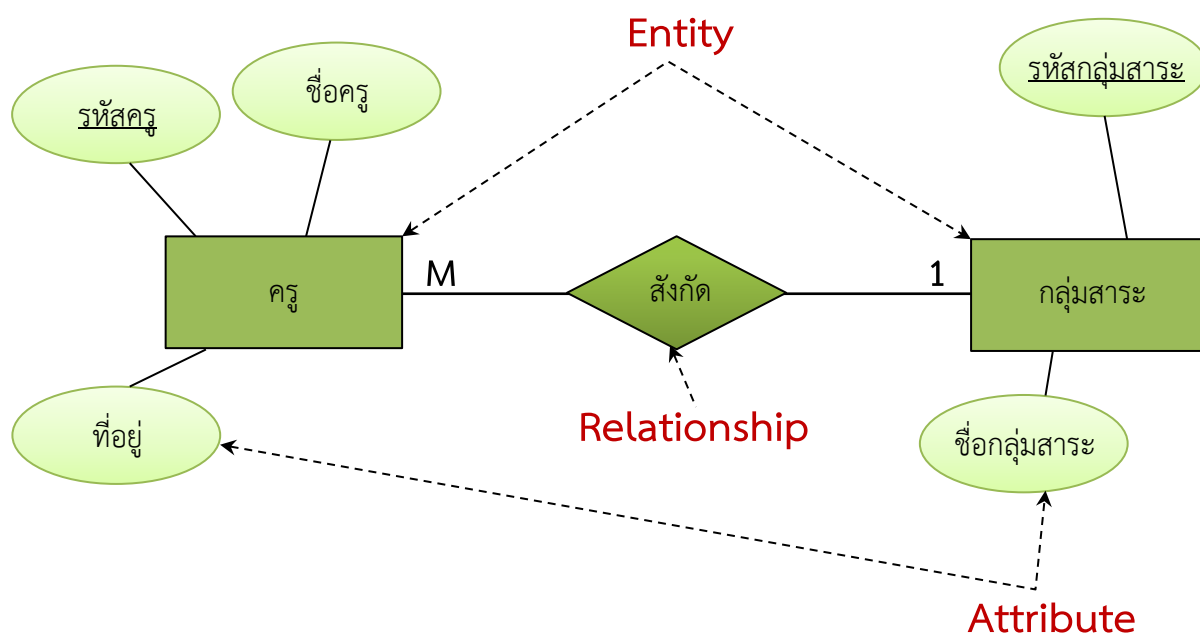 Entity
รหัสกลุ่มสาระ
ชื่อครู
รหัสครู
M
1
ครู
สังกัด
กลุ่มสาระ
Relationship
ที่อยู่
ชื่อกลุ่มสาระ
Attribute